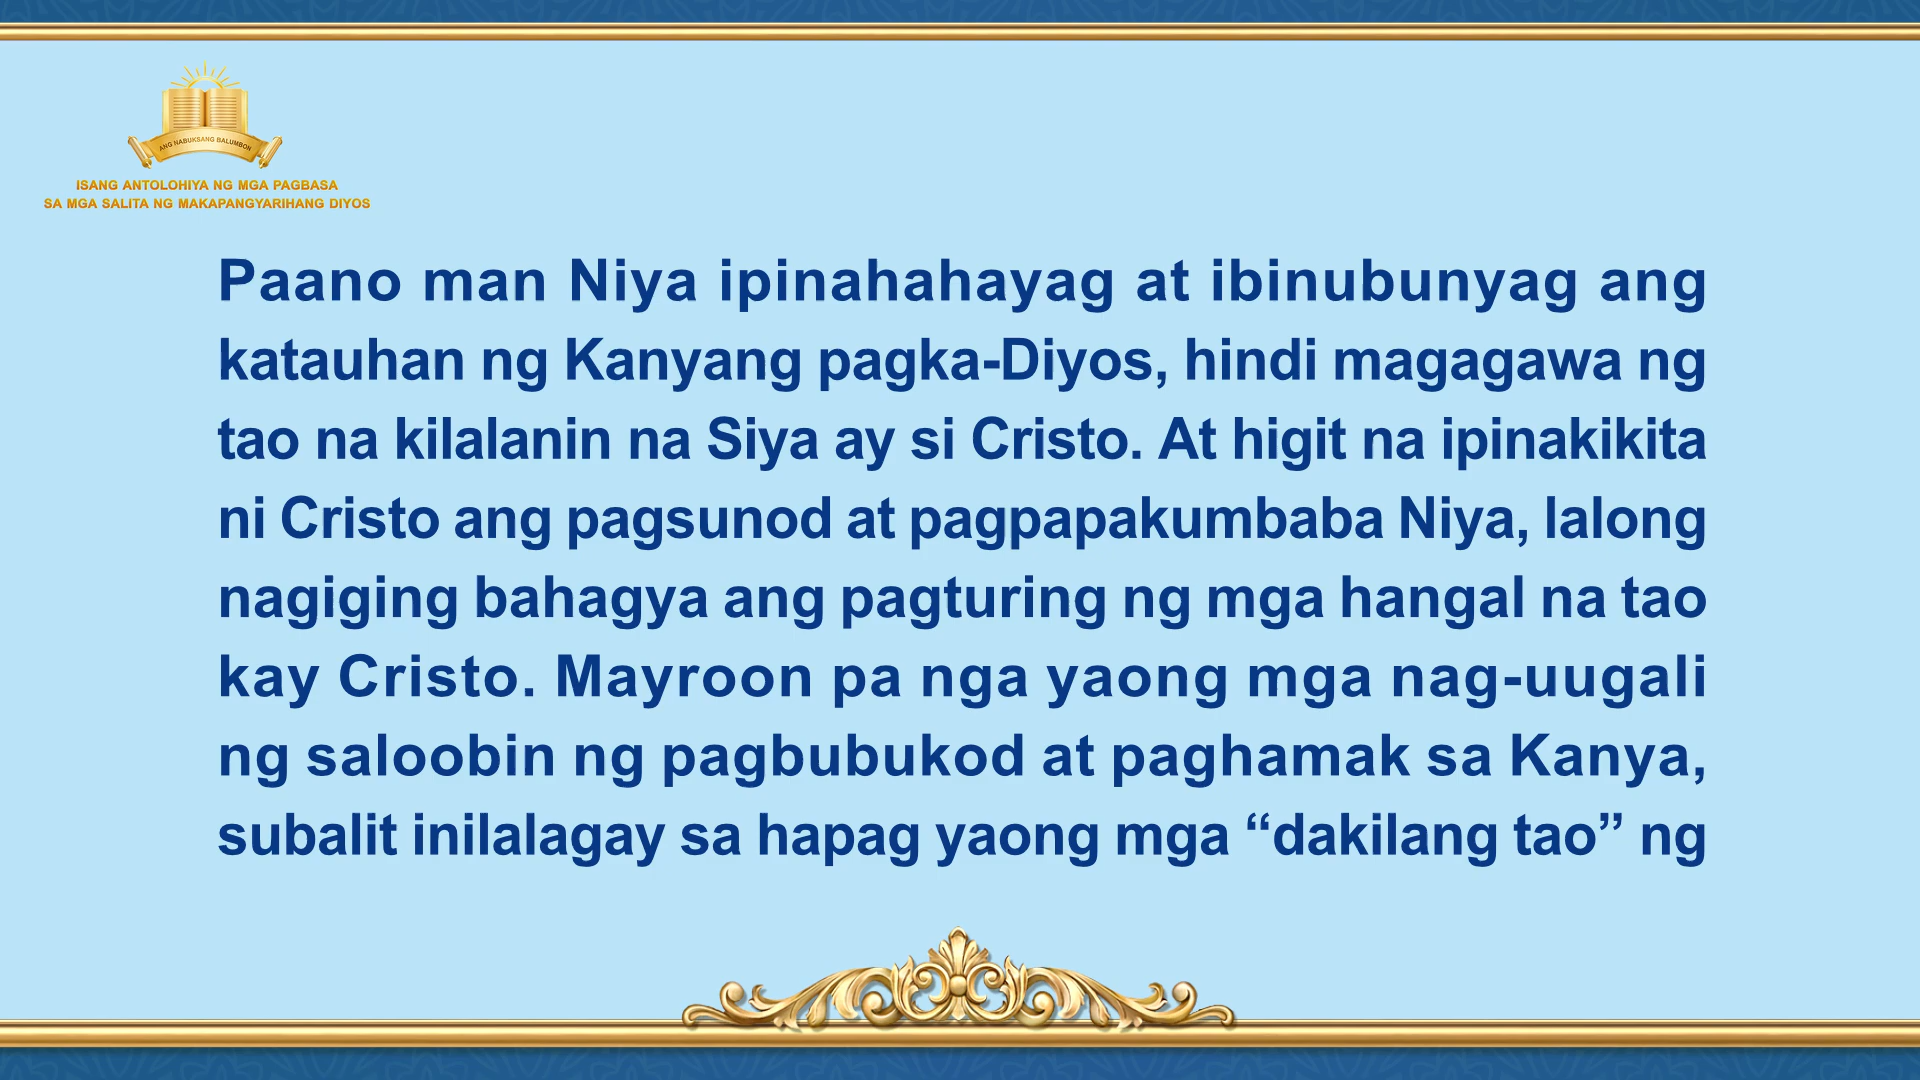 ANG NABUKSANG BALUMBON
ISANG ANTOLOHIYA NG MGA PAGBASA
SA MGA SALITA NG MAKAPANGYARIHANG DIYOS
Paano man Niya ipinahahayag at ibinubunyag ang
katauhan ng Kanyang pagka-Diyos, hindi magagawa ng
tao na kilalanin na Siya ay si Cristo. At higit na ipinakikita
ni Cristo ang pagsunod at pagpapakumbaba Niya, lalong
nagiging bahagya ang pagturing ng mga hangal na tao
kay Cristo. Mayroon pa nga yaong mga nag-uugali
ng saloobin ng pagbubukod at paghamak sa Kanya,
subalit inilalagay sa hapag yaong mga “dakilang tao” ng